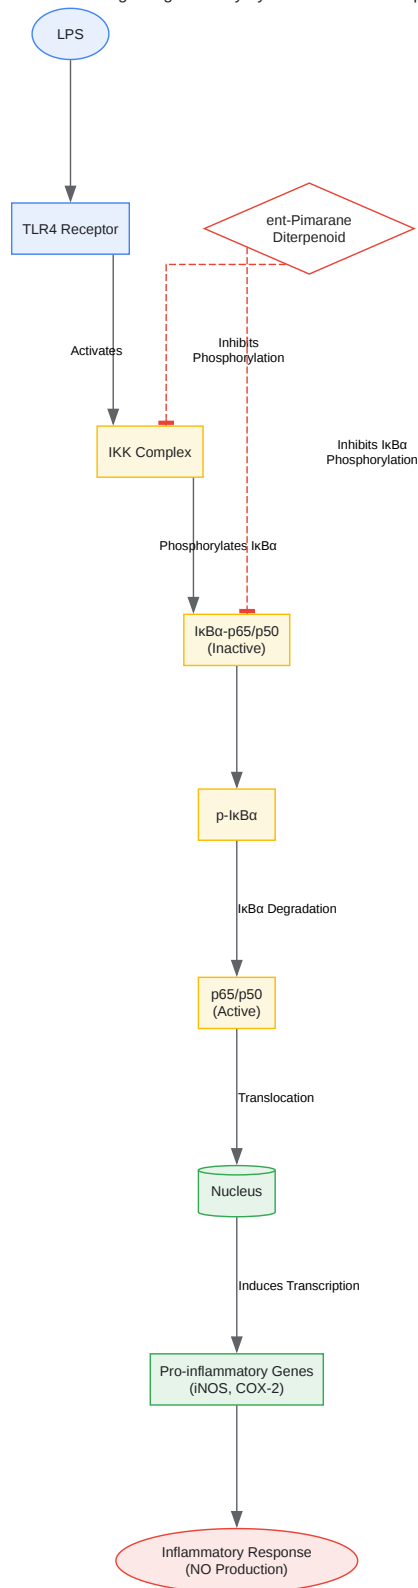 LPS
TLR4 Receptor
ent-Pimarane
Diterpenoid
Activates
Inhibits
Phosphorylation
IKK Complex
Inhibits IκBα
Phosphorylation
Phosphorylates IκBα
IκBα-p65/p50
(Inactive)
p-IκBα
IκBα Degradation
p65/p50
(Active)
Translocation
Nucleus
Induces Transcription
Pro-inflammatory Genes
(iNOS, COX-2)
Inflammatory Response
(NO Production)